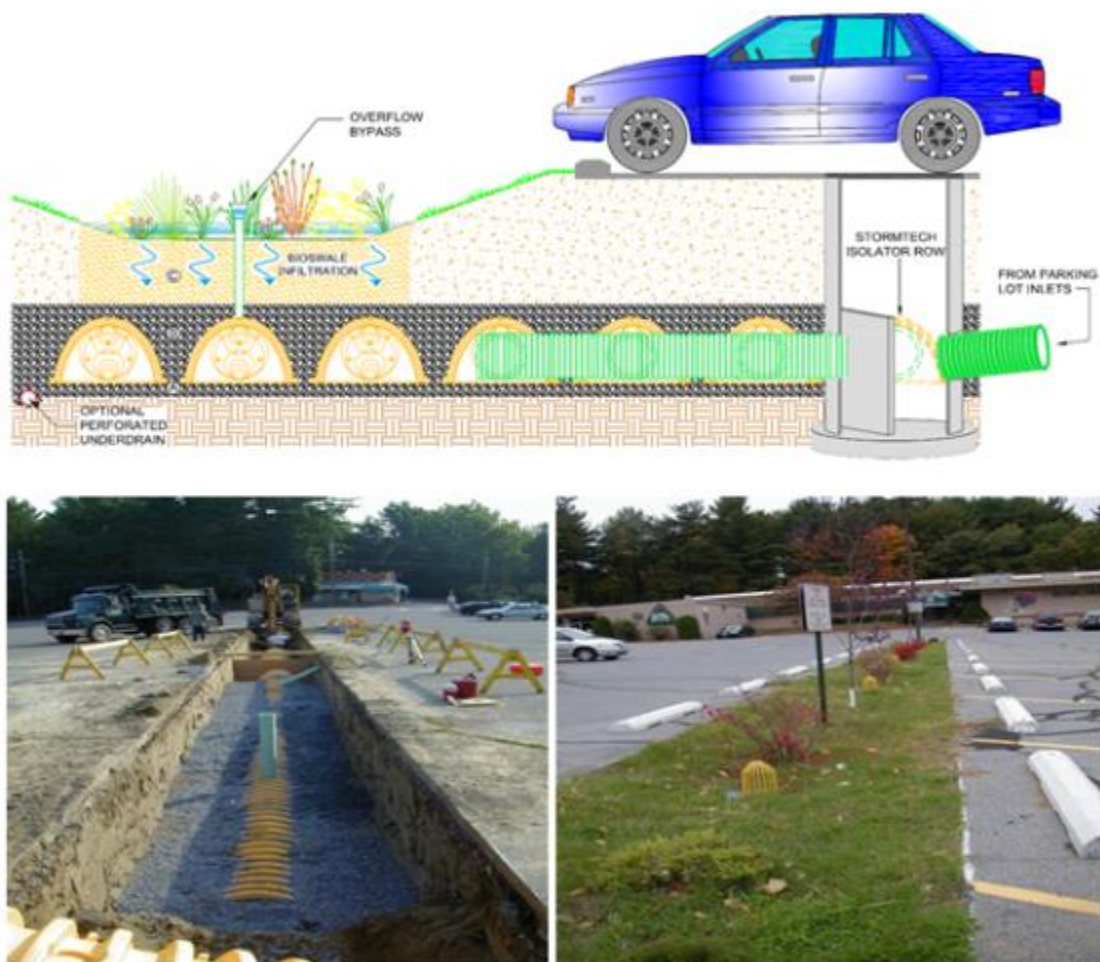 OVERFLOW
BYPASS
BIOSWALE
INFILTRATION
STORMTECH
ISOLATOR ROW
FROM PARKING
LOT INLETS
OPTIONAL
PERFORATED
UNDERDRAIN